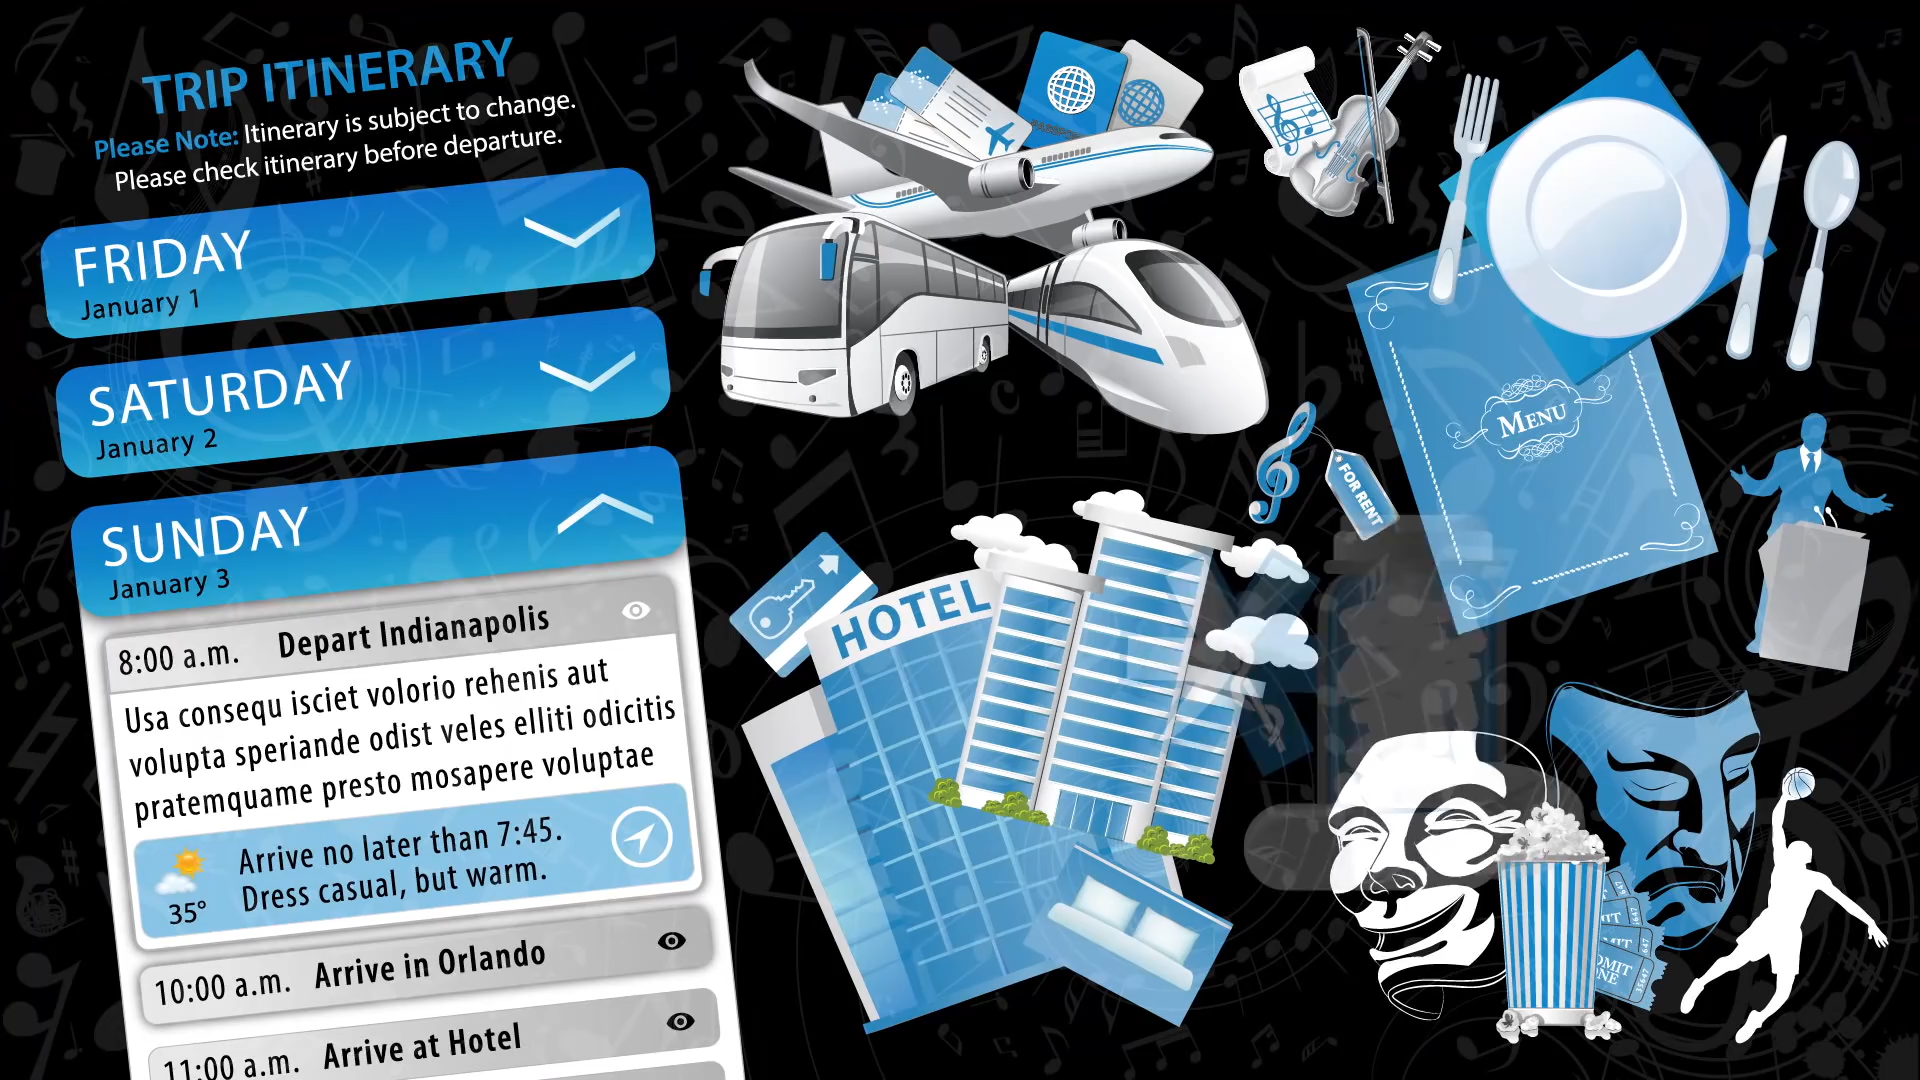 TRIP ITINERARY
Please Note: Itinerary is subject to change.
Please check itinerary before departure.
FRIDAY
January 1
SATURDAY
January 2
SUNDAY
January 3
8:00 a.m. Depart Indianapolis
Usa consequ isciet volorio rehenis aut
volupta speriande odist veles elliti odicitis
pratemquame presto mosapere voluptae
Arrive no later than 7:45.
Dress casual, but warm.
35°
10:00 a.m. Arrive in Orlando
11:00 a.m. Arrive at Hotel
HOTEL
FOR RENT
MENU